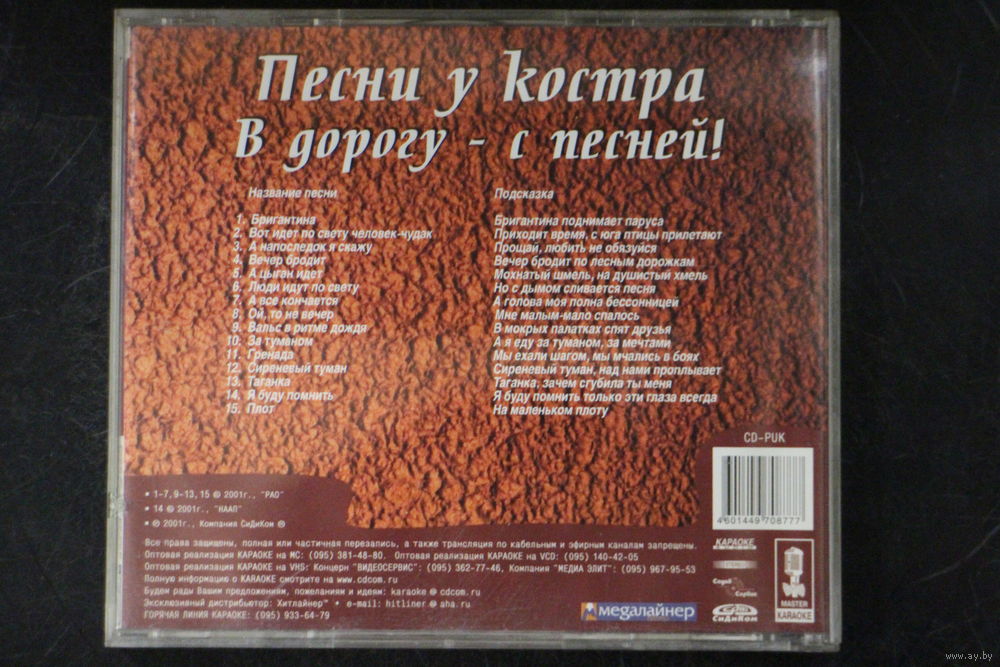 Песни у костра
В дорогу - с песней!
Название песни Подсказка
1. Бригантина Бригантина поднимает паруса
2. Вот идет по свету человек-чудак Приходит время, с юга птицы прилетают
3. А напоследок я скажу Прощай, любить не обязуйся
4. Вечер бродит Вечер бродит по лесным дорожкам
5. А цыган идет Мохнатый шмель, на душистый хмель
6. Люди идут по свету Но с дымом сливается песня
7. А все кончается А голова моя полна бессонницей
8. Ой, то не вечер Мне малым-мало спалось
9. Вальс в ритме дождя В мокрых палатках спят друзья
10. За туманом А я еду за туманом, за мечтами
11. Гренада Мы ехали шагом, мы мчались в боях
12. Сиреневый туман Сиреневый туман, над нами проплывает
13. Таганка Таганка, зачем сгубила ты меня
14. Я буду помнить Я буду помнить только эти глаза всегда
15. Плот На маленьком плоту
CD-PUK
4601449708777
• 1-7,9-13, 15 © 2001г., "РАО"
• 14 © 2001г., "НААП"
• ℗ 2001г., Компания СиДиКом ℗
Все права защищены, полная или частичная перезапись, а также трансляция по кабельным и эфирным каналам запрещены.
Оптовая реализация КАРАОКЕ на МС: (095) 381-48-80. Оптовая реализация КАРАОКЕ на VCD: (095) 140-42-05
Оптовая реализация КАРАОКЕ на VHS: Концерн "ВИДЕОСЕРВИС": (095) 362-77-46, Компания "МЕДИА ЭЛИТ": (095) 967-95-53
Полную информацию о КАРАОКЕ смотрите на www.cdcom.ru
Будем рады Вашим предложениям, пожеланиям и идеям: karaoke @ cdcom.ru
Эксклюзивный дистрибьютор: Хитлайнер™ • e-mail: hitliner @ aha.ru
ГОРЯЧАЯ ЛИНИЯ КАРАОКЕ: (095) 933-64-79
мегалайнер
КАРАОКЕ
STEREO
СиДиКом
MASTER
KARAOKE
www.ay.by